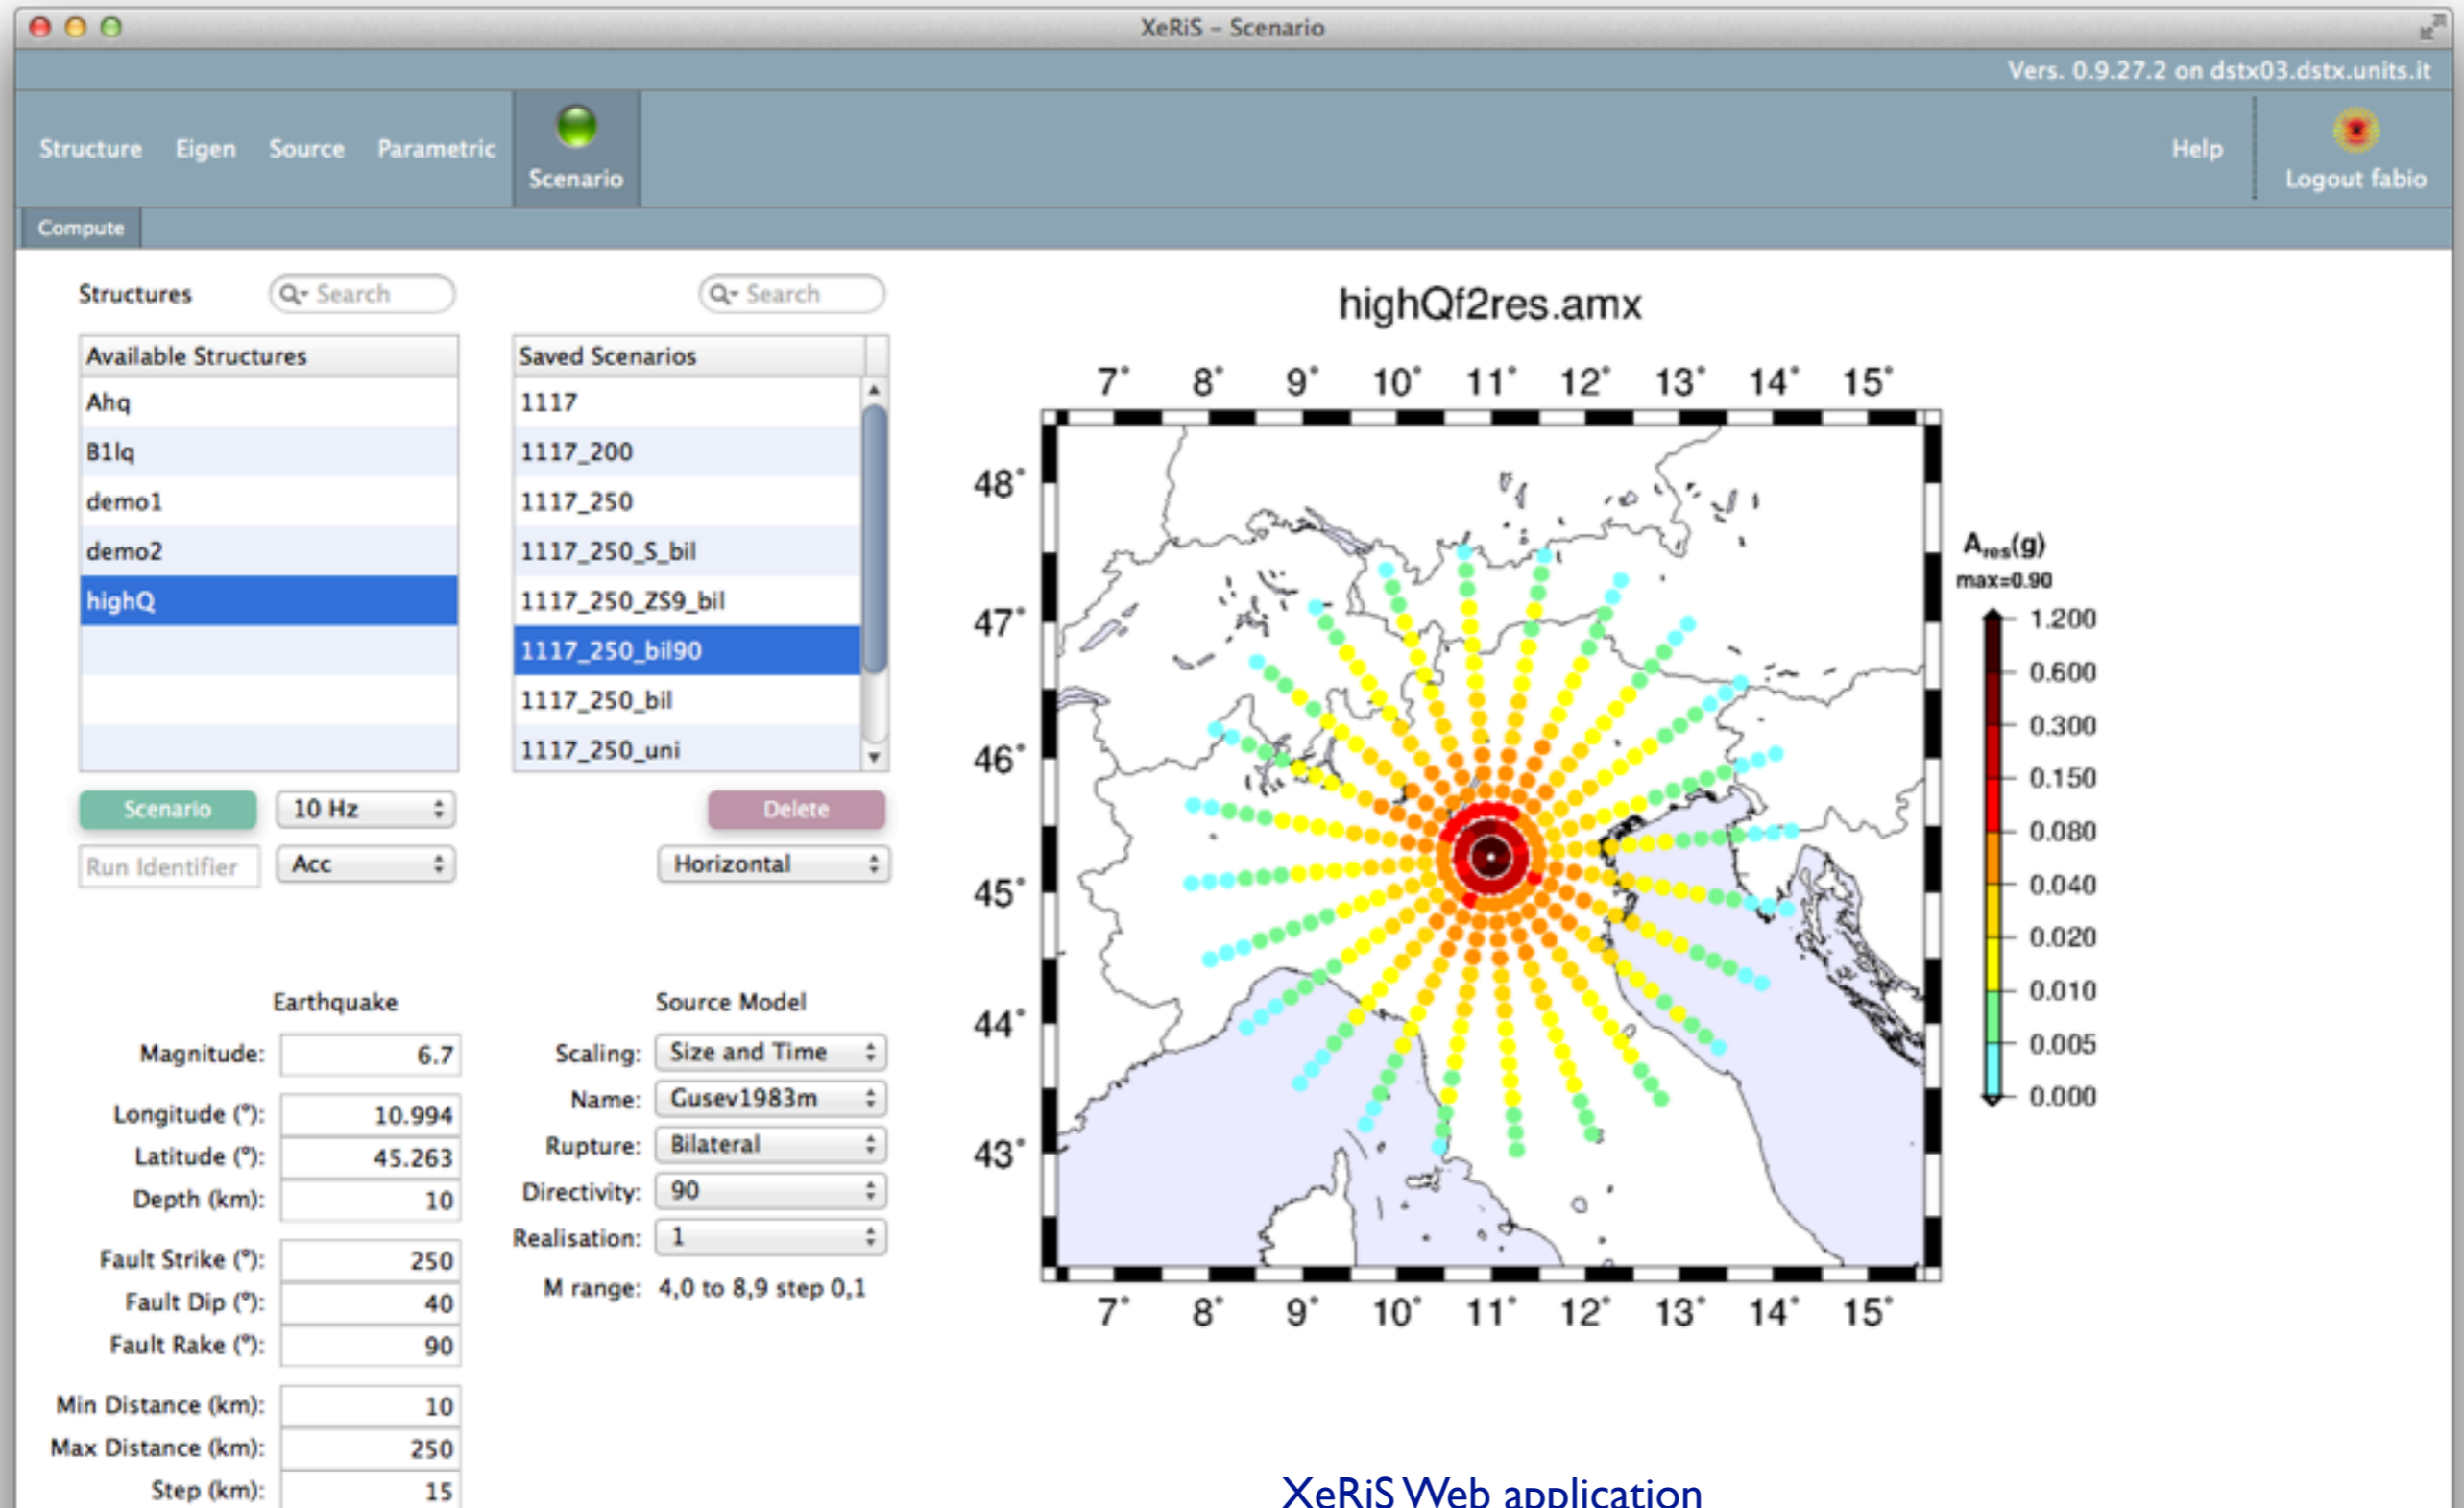 XeRiS – Scenario
Vers. 0.9.27.2 on dstx03.dstx.units.it
Structure Eigen Source Parametric Scenario Help Logout fabio
Compute
Structures Search Search
Available Structures
Ahq
B1lq
demo1
demo2
highQ
Saved Scenarios
1117
1117_200
1117_250
1117_250_S_bil
1117_250_ZS9_bil
1117_250_bil90
1117_250_bil
1117_250_uni
Scenario 10 Hz Delete
Run Identifier Acc Horizontal
Earthquake
Magnitude: 6.7
Longitude (°): 10.994
Latitude (°): 45.263
Depth (km): 10
Fault Strike (°): 250
Fault Dip (°): 40
Fault Rake (°): 90
Min Distance (km): 10
Max Distance (km): 250
Step (km): 15
Source Model
Scaling: Size and Time
Name: Gusev1983m
Rupture: Bilateral
Directivity: 90
Realisation: 1
M range: 4,0 to 8,9 step 0,1
highQf2res.amx
7° 8° 9° 10° 11° 12° 13° 14° 15°
48°
47°
46°
45°
44°
43°
7° 8° 9° 10° 11° 12° 13° 14° 15°
Ares(g)
max=0.90
1.200
0.600
0.300
0.150
0.080
0.040
0.020
0.010
0.005
0.000
XeRiS Web application